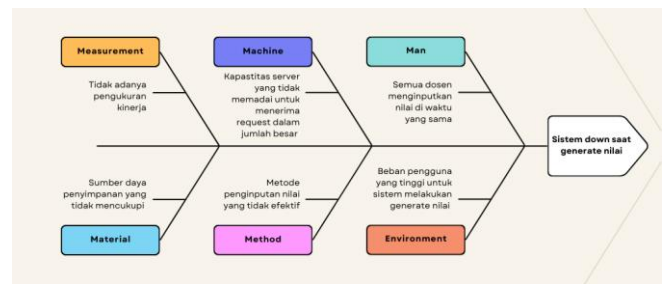 Measurement
Machine
Man
Tidak adanya
pengukuran
kinerja
Kapastitas server
yang tidak
memadai untuk
menerima
request dalam
jumlah besar
Semua dosen
menginputkan
nilai di waktu
yang sama
Sistem down saat
generate nilai
Sumber daya
penyimpanan yang
tidak mencukupi
Metode
penginputan nilai
yang tidak efektif
Beban pengguna
yang tinggi untuk
sistem melakukan
generate nilai
Material
Method
Environment